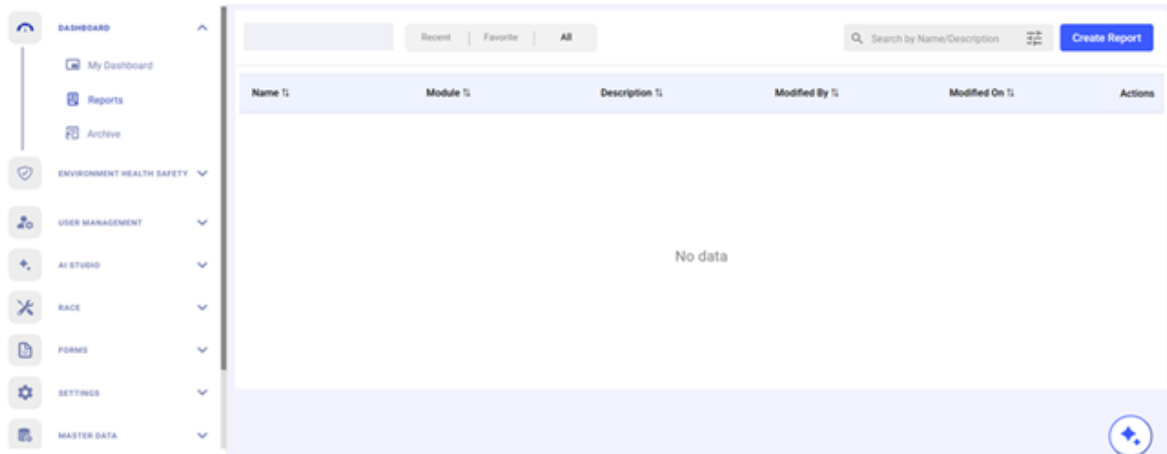 DASHBOARD
My Dashboard
Reports
Archive
ENVIRONMENT HEALTH SAFETY
USER MANAGEMENT
AI STUDIO
RACE
FORMS
SETTINGS
MASTER DATA
Recent Favorite All
Search by Name/Description
Create Report
Name Module Description Modified By Modified On Actions
No data